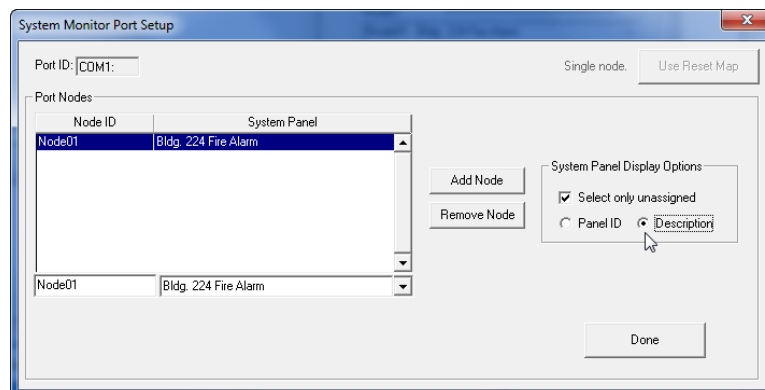 System Monitor Port Setup
Port ID: COM1:
Single node.
Use Reset Map
Port Nodes
Node ID System Panel
Node01 Bldg. 224 Fire Alarm
Add Node
Remove Node
System Panel Display Options
Select only unassigned
Panel ID Description
Node01 Bldg. 224 Fire Alarm
Done